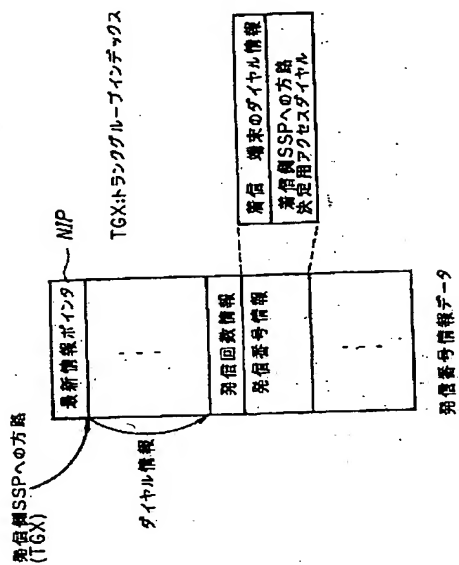 発信側SSPへの方路
(TGX)
最新情報ポインタ
NIP
TGX:トランクグループインデックス
ダイヤル情報
発信回数情報
発信番号情報
着信 端末のダイヤル情報
着信側SSPへの方路
決定用アクセスダイヤル
発信番号情報データ